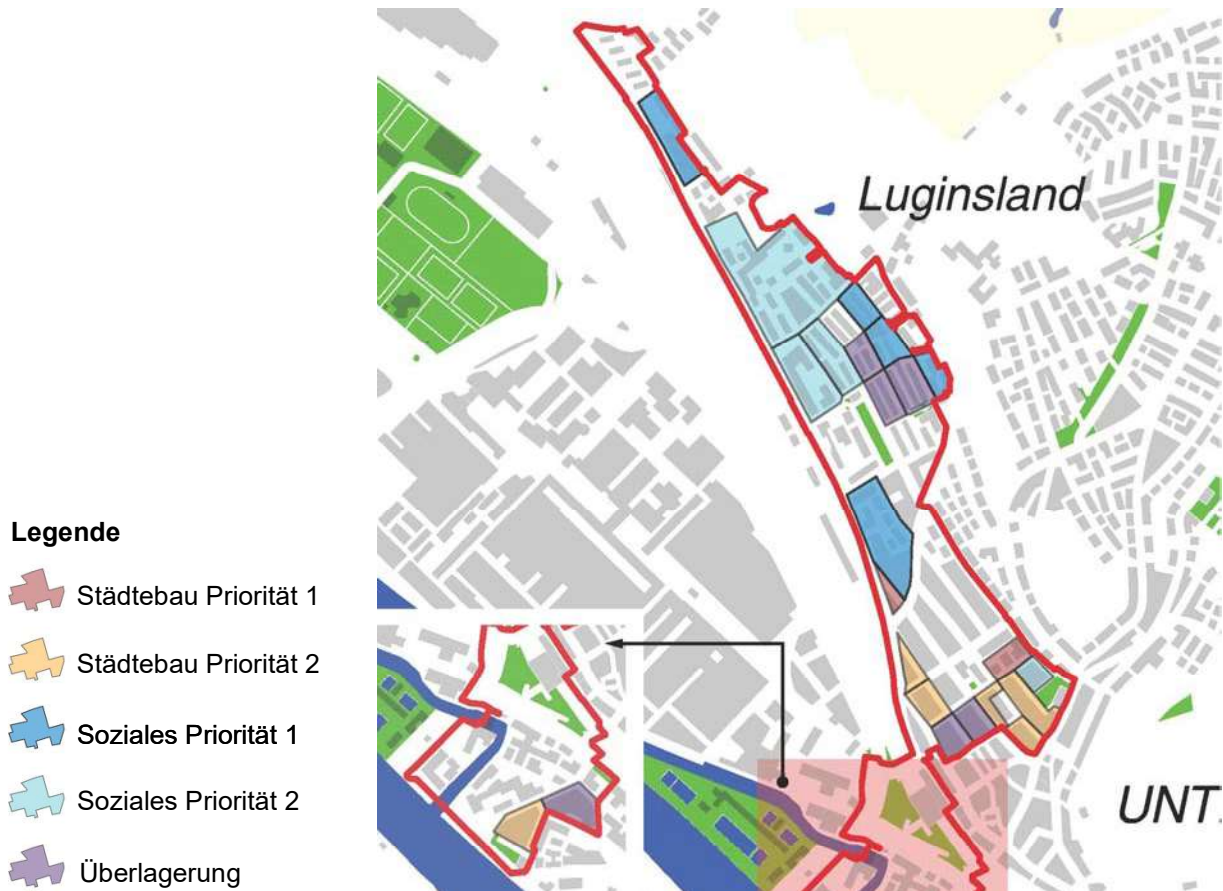 Luginsland
Legende
Städtebau Priorität 1
Städtebau Priorität 2
Soziales Priorität 1
Soziales Priorität 2
Überlagerung
UNT